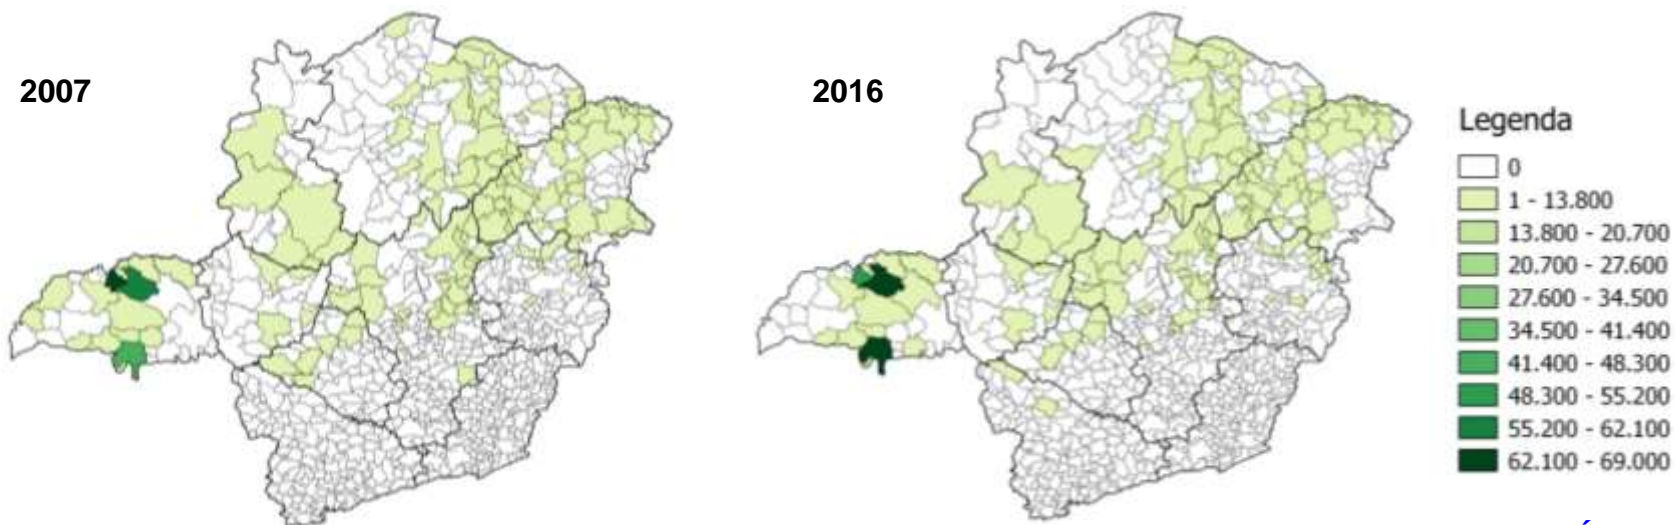 2007
2016
Legenda
0
1 - 13.800
13.800 - 20.700
20.700 - 27.600
27.600 - 34.500
34.500 - 41.400
41.400 - 48.300
48.300 - 55.200
55.200 - 62.100
62.100 - 69.000